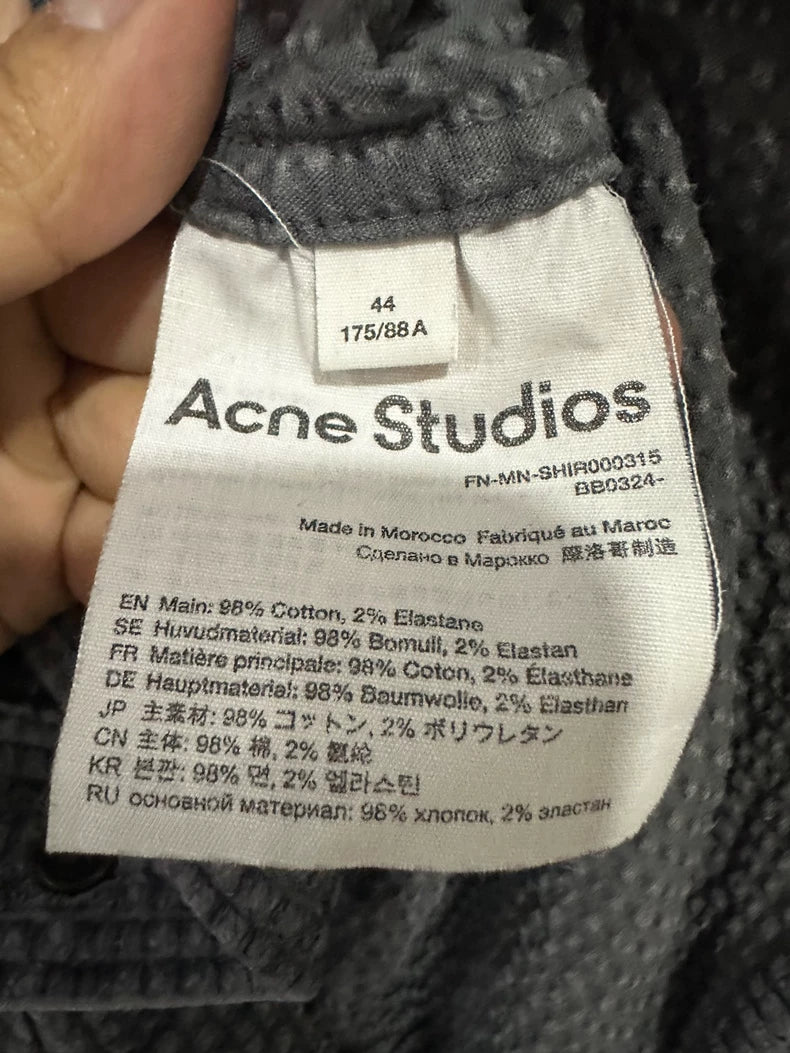 44
175/88A
Acne Studios
FN-MN-SHIR000315
BB0324-
Made in Morocco Fabriqué au Maroc
Сделано в Марокко 摩洛哥制造
EN Main: 98% Cotton, 2% Elastane
SE Huvudmaterial: 98% Bomull, 2% Elastan
FR Matière principale: 98% Coton, 2% Élasthane
DE Hauptmaterial: 98% Baumwolle, 2% Elasthan
JP 主素材: 98% コットン, 2% ポリウレタン
CN 主体: 98% 棉, 2% 氨纶
KR 본판: 98% 면, 2% 엘라스틴
RU основной материал: 98% хлопок, 2% эластан